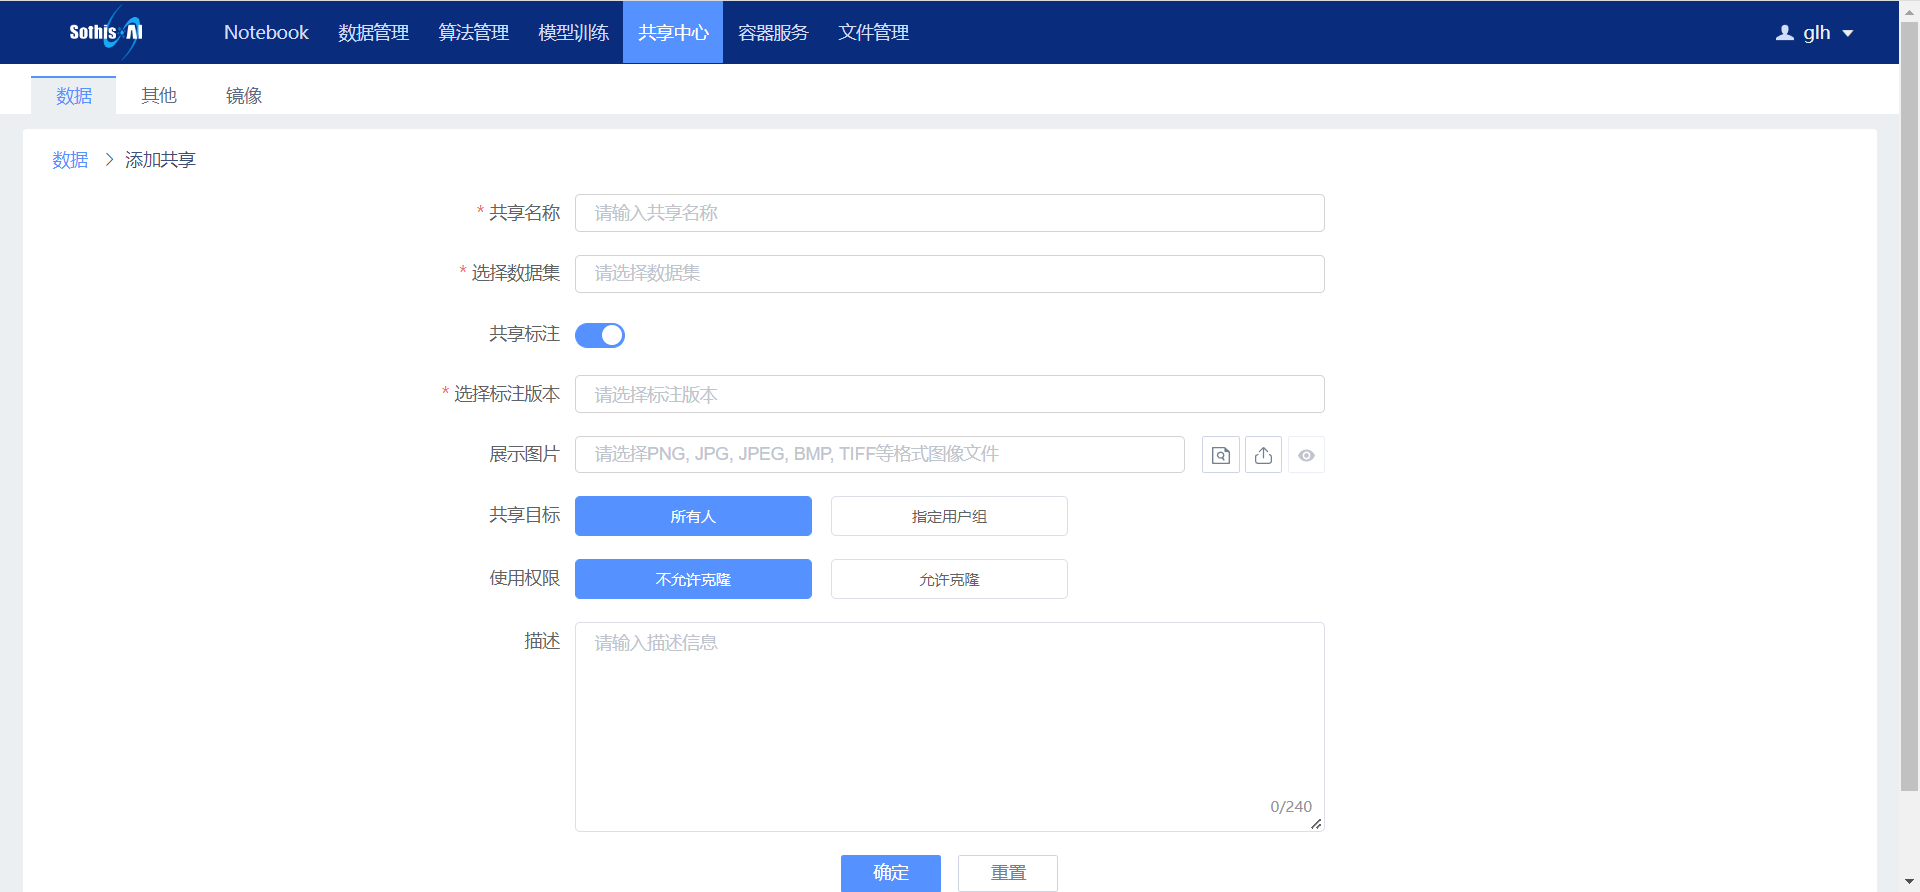 SothisAI Notebook 数据管理 算法管理 模型训练 共享中心 容器服务 文件管理 glh
数据 其他 镜像
数据 > 添加共享
* 共享名称 请输入共享名称
* 选择数据集 请选择数据集
共享标注
* 选择标注版本 请选择标注版本
展示图片 请选择PNG, JPG, JPEG, BMP, TIFF等格式图像文件
共享目标 所有人 指定用户组
使用权限 不允许克隆 允许克隆
描述 请输入描述信息
0/240
确定 重置